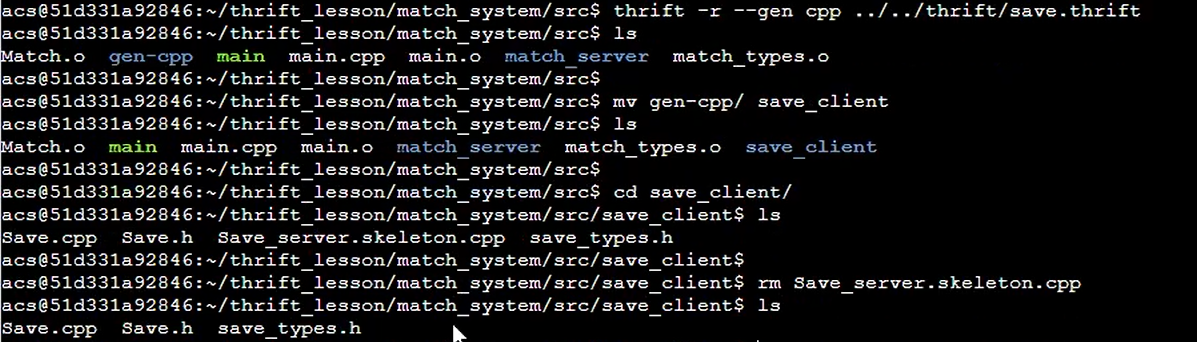 acs@51d331a92846:~/thrift_lesson/match_system/src$ thrift -r --gen cpp ../../thrift/save.thrift
acs@51d331a92846:~/thrift_lesson/match_system/src$ ls
Match.o  gen-cpp  main  main.cpp  main.o  match_server  match_types.o
acs@51d331a92846:~/thrift_lesson/match_system/src$
acs@51d331a92846:~/thrift_lesson/match_system/src$ mv gen-cpp/ save_client
acs@51d331a92846:~/thrift_lesson/match_system/src$ ls
Match.o  main  main.cpp  main.o  match_server  match_types.o  save_client
acs@51d331a92846:~/thrift_lesson/match_system/src$
acs@51d331a92846:~/thrift_lesson/match_system/src$ cd save_client/
acs@51d331a92846:~/thrift_lesson/match_system/src/save_client$ ls
Save.cpp  Save.h  Save_server.skeleton.cpp  save_types.h
acs@51d331a92846:~/thrift_lesson/match_system/src/save_client$
acs@51d331a92846:~/thrift_lesson/match_system/src/save_client$ rm Save_server.skeleton.cpp
acs@51d331a92846:~/thrift_lesson/match_system/src/save_client$ ls
Save.cpp  Save.h  save_types.h